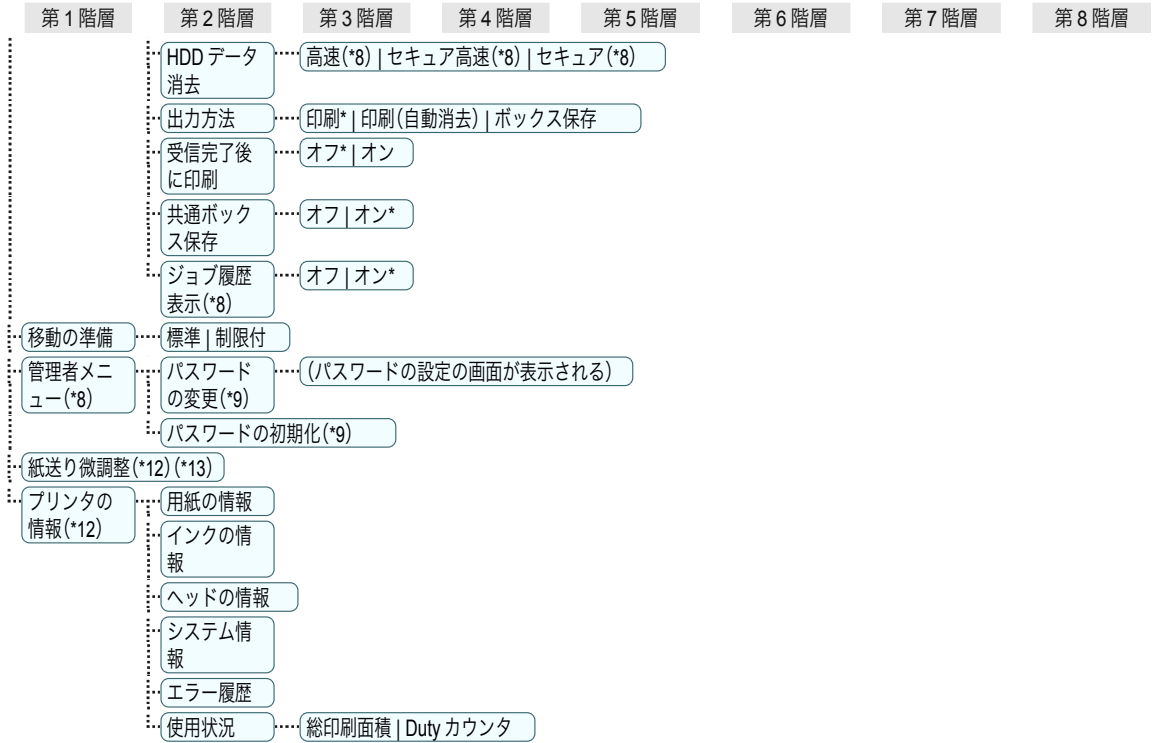 第 1 階層 第 2 階層 第 3 階層 第 4 階層 第 5 階層 第 6 階層 第 7 階層 第 8 階層
HDD データ 高速(*8) | セキュア高速(*8) | セキュア(*8)
消去
出力方法 印刷* | 印刷(自動消去) | ボックス保存
受信完了後 オフ* | オン
に印刷
共通ボック オフ | オン*
ス保存
ジョブ履歴 オフ | オン*
表示(*8)
移動の準備 標準 | 制限付
管理者メニ パスワード (パスワードの設定の画面が表示される)
ュー(*8) の変更(*9)
パスワードの初期化(*9)
紙送り微調整(*12) (*13)
プリンタの 用紙の情報
情報(*12)
インクの情
報
ヘッドの情報
システム情
報
エラー履歴
使用状況 総印刷面積 | Duty カウンタ